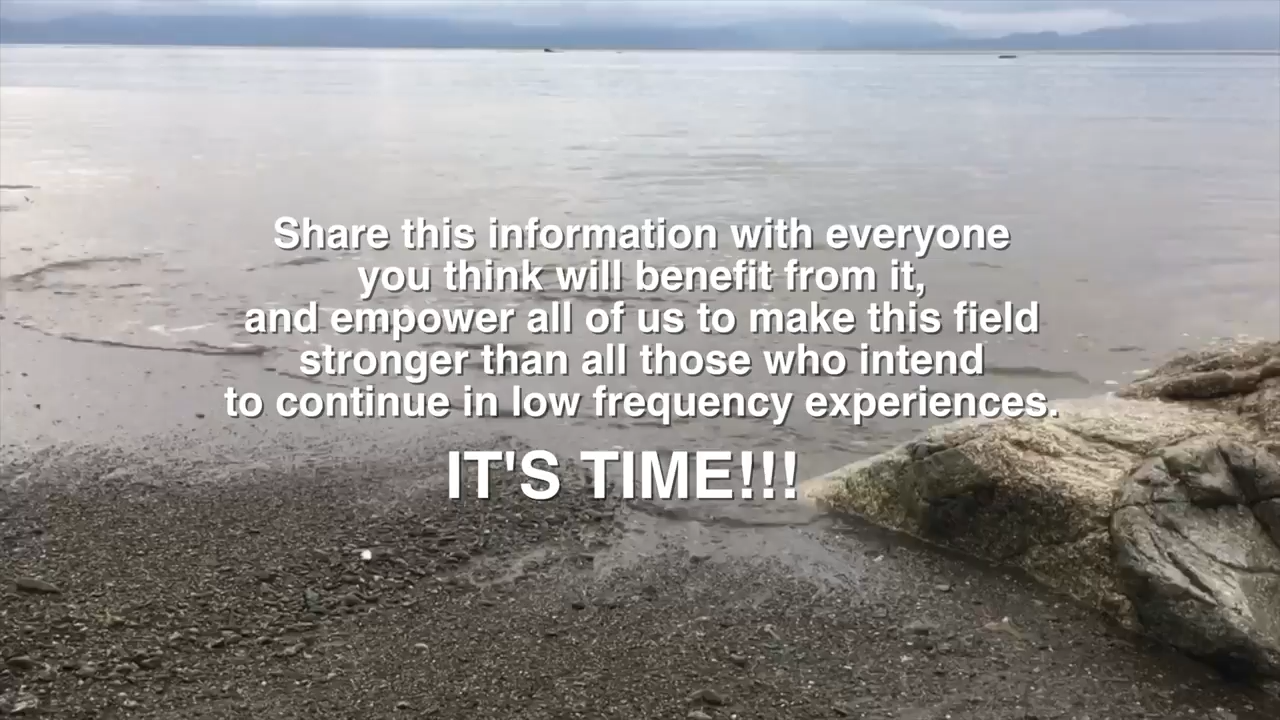 Share this information with everyone
you think will benefit from it,
and empower all of us to make this field
stronger than all those who intend
to continue in low frequency experiences.
IT'S TIME!!!